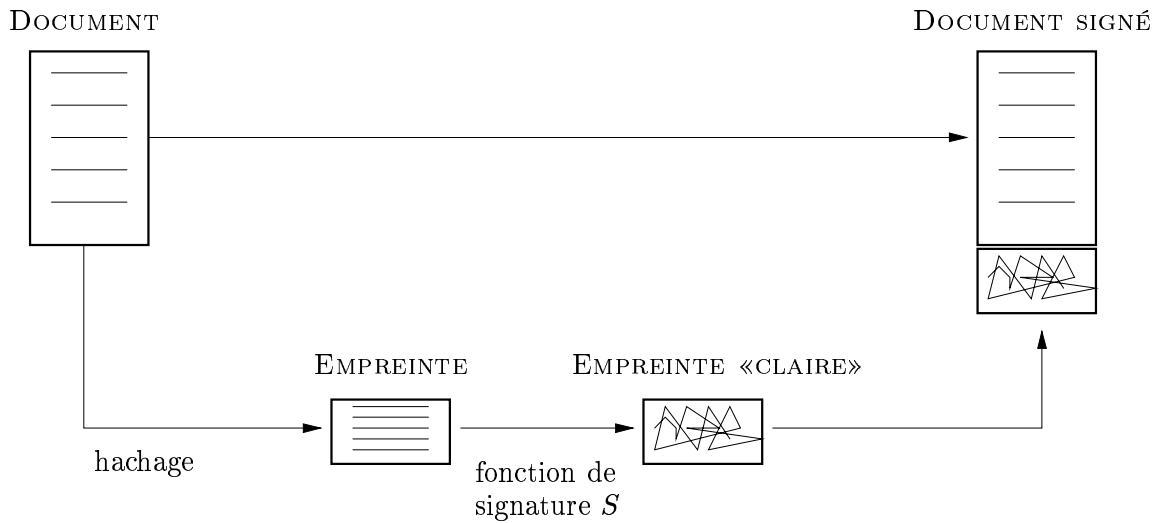 DOCUMENT
DOCUMENT SIGNÉ
EMPREINTE
EMPREINTE «CLAIRE»
hachage
fonction de
signature S